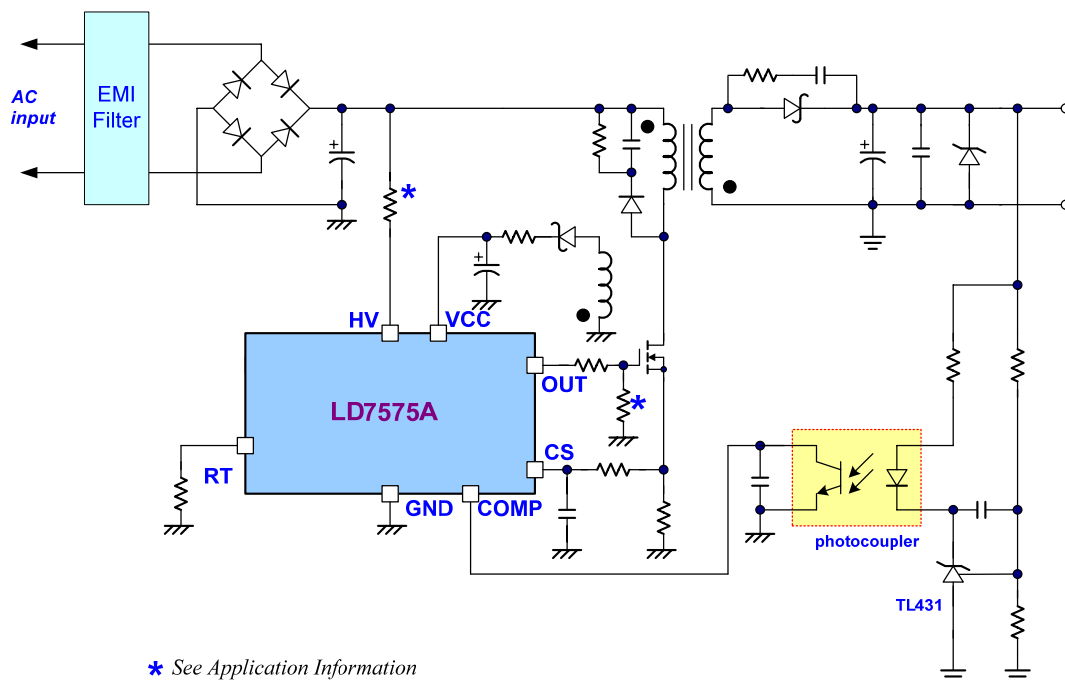 AC
input
EMI
Filter
*
+
+
+
HV
VCC
OUT
*
LD7575A
CS
RT
GND
COMP
photocoupler
TL431
* See Application Information